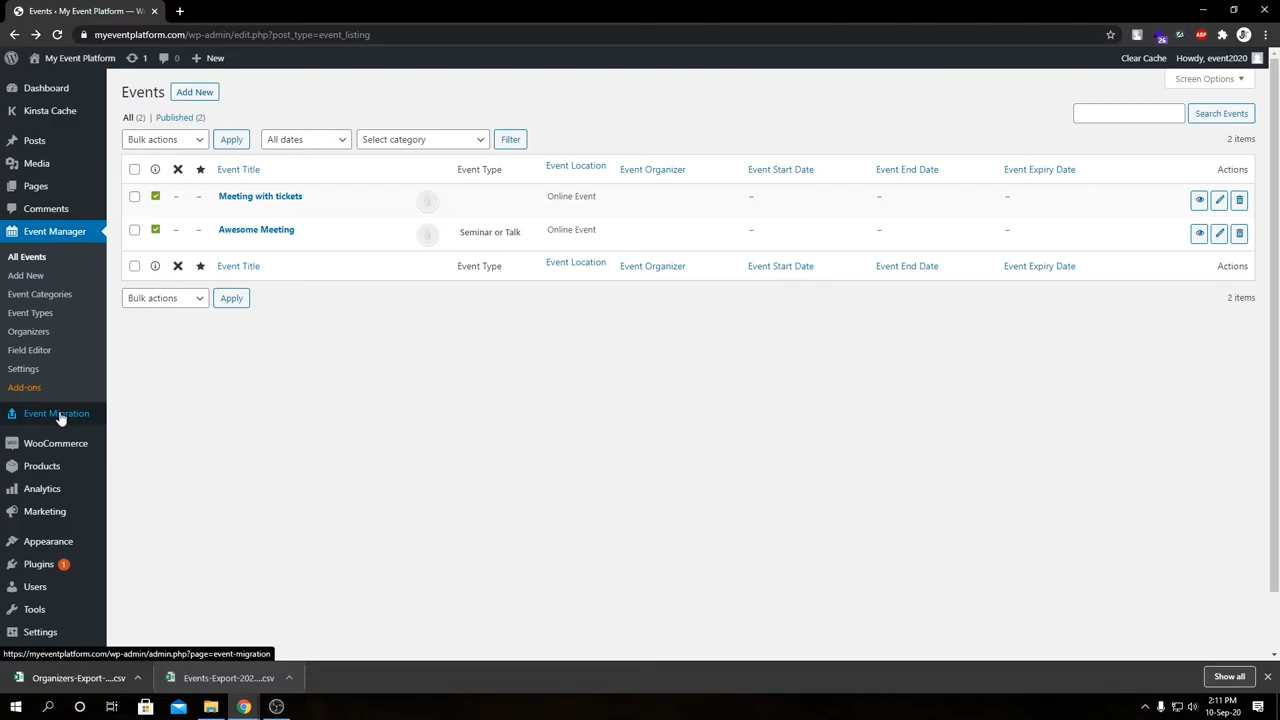 Events ‹ My Event Platform — W
myeventplatform.com/wp-admin/edit.php?post_type=event_listing
26
ABP
My Event Platform
1
0
New
Clear Cache
Howdy, event2020
Dashboard
Kinsta Cache
Posts
Media
Pages
Comments
Event Manager
All Events
Add New
Event Categories
Event Types
Organizers
Field Editor
Settings
Add-ons
Event Migration
WooCommerce
Products
Analytics
Marketing
Appearance
Plugins 1
Users
Tools
Settings
Screen Options
Events
Add New
All (2) | Published (2)
Search Events
Bulk actions
Apply
All dates
Select category
Filter
2 items
Event Title Event Type Event Location Event Organizer Event Start Date Event End Date Event Expiry Date Actions
– – Meeting with tickets Online Event – – –
– – Awesome Meeting Seminar or Talk Online Event – – –
Event Title Event Type Event Location Event Organizer Event Start Date Event End Date Event Expiry Date Actions
Bulk actions
Apply
2 items
https://myeventplatform.com/wp-admin/admin.php?page=event-migration
Organizers-Export-....csv
Events-Export-202....csv
Show all
2:11 PM
10-Sep-20